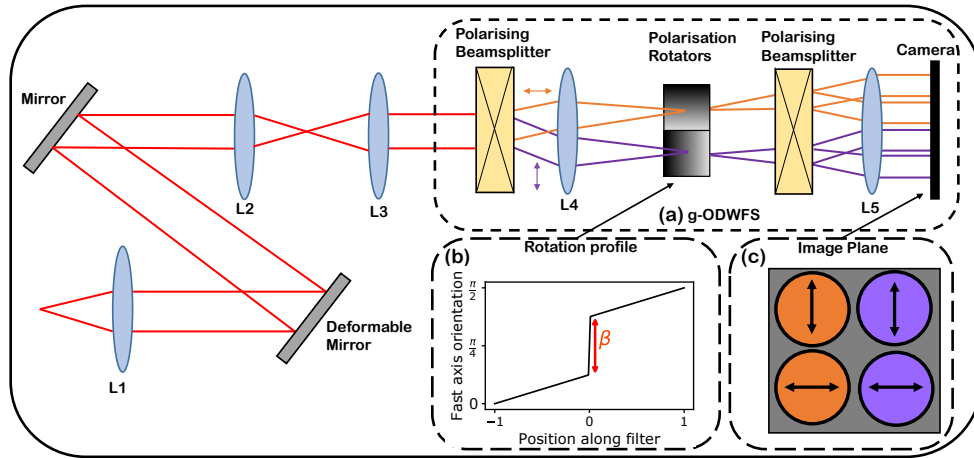 Polarising
Beamsplitter
Polarisation
Rotators
Polarising
Beamsplitter
Camera
Mirror
L2
L3
L4
L5
(a) g-ODWFS
L1
Deformable
Mirror
(b)
Rotation profile
Fast axis orientation
π/2
π/4
0
β
−1
0
1
Position along filter
(c)
Image Plane